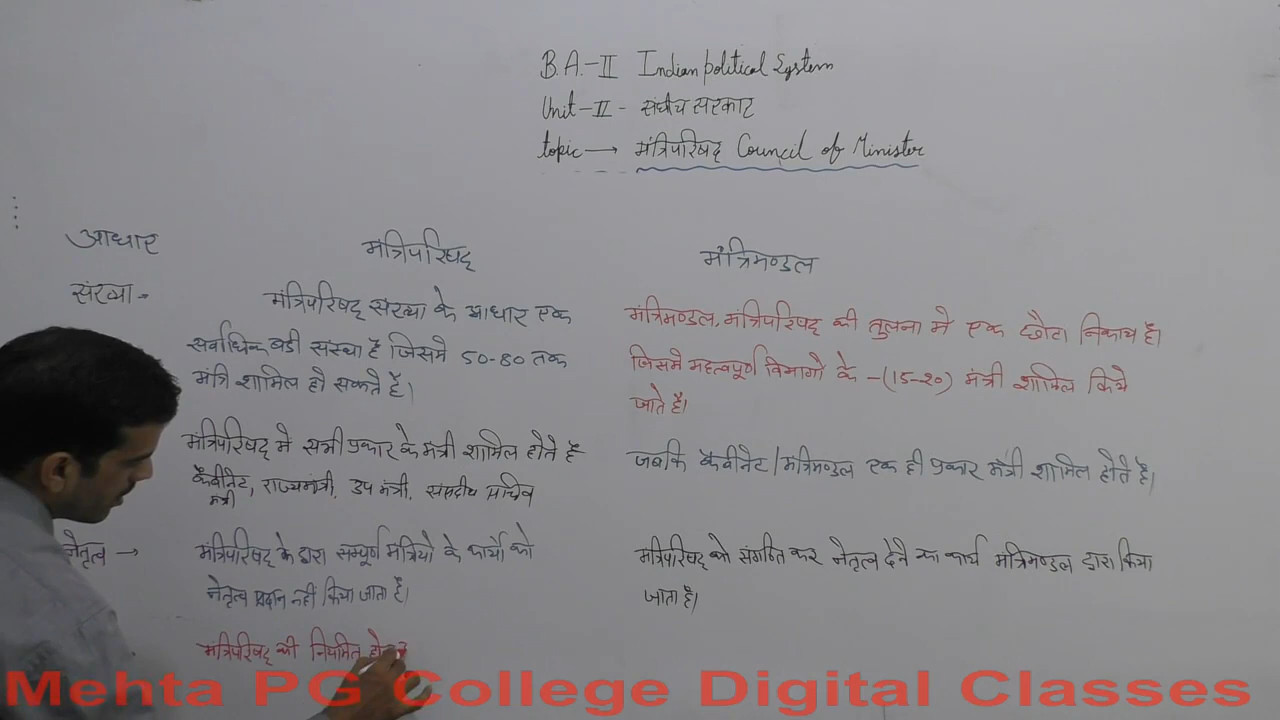 B.A.-II Indian political System
Unit-II - संघीय सरकार
topic → मंत्रिपरिषद् Council of Minister
आधार मंत्रिपरिषद् मंत्रिमण्डल
संख्या -
मंत्रिपरिषद् संख्या के आधार एक
सर्वाधिक बडी संस्था है जिसमे 50-80 तक
मंत्रि शामिल हो सकते है।
मंत्रिमण्डल, मंत्रिपरिषद् की तुलना मे एक छोटा निकाय है।
जिसमे महत्वपूर्ण विभागो के -(15-20) मंत्री शामिल किये
जाते है।
मंत्रिपरिषद् मे सभी प्रकार के मंत्री शामिल होते है
कैबीनेट मंत्री, राज्यमंत्री, उप मंत्री, संसदीय सचिव
जबकि कैबीनेट/मंत्रिमण्डल एक ही प्रकार मंत्री शामिल होते है।
नेतृत्व →
मंत्रिपरिषद् के द्वारा सम्पूर्ण मंत्रियो के कार्यो को
नेतृत्व प्रदान नही किया जाता है।
मंत्रिपरिषद् को संगठित कर नेतृत्व देने का कार्य मंत्रिमण्डल द्वारा किया
जाता है।
मंत्रिपरिषद् की नियमित
Mehta PG College Digital Classes